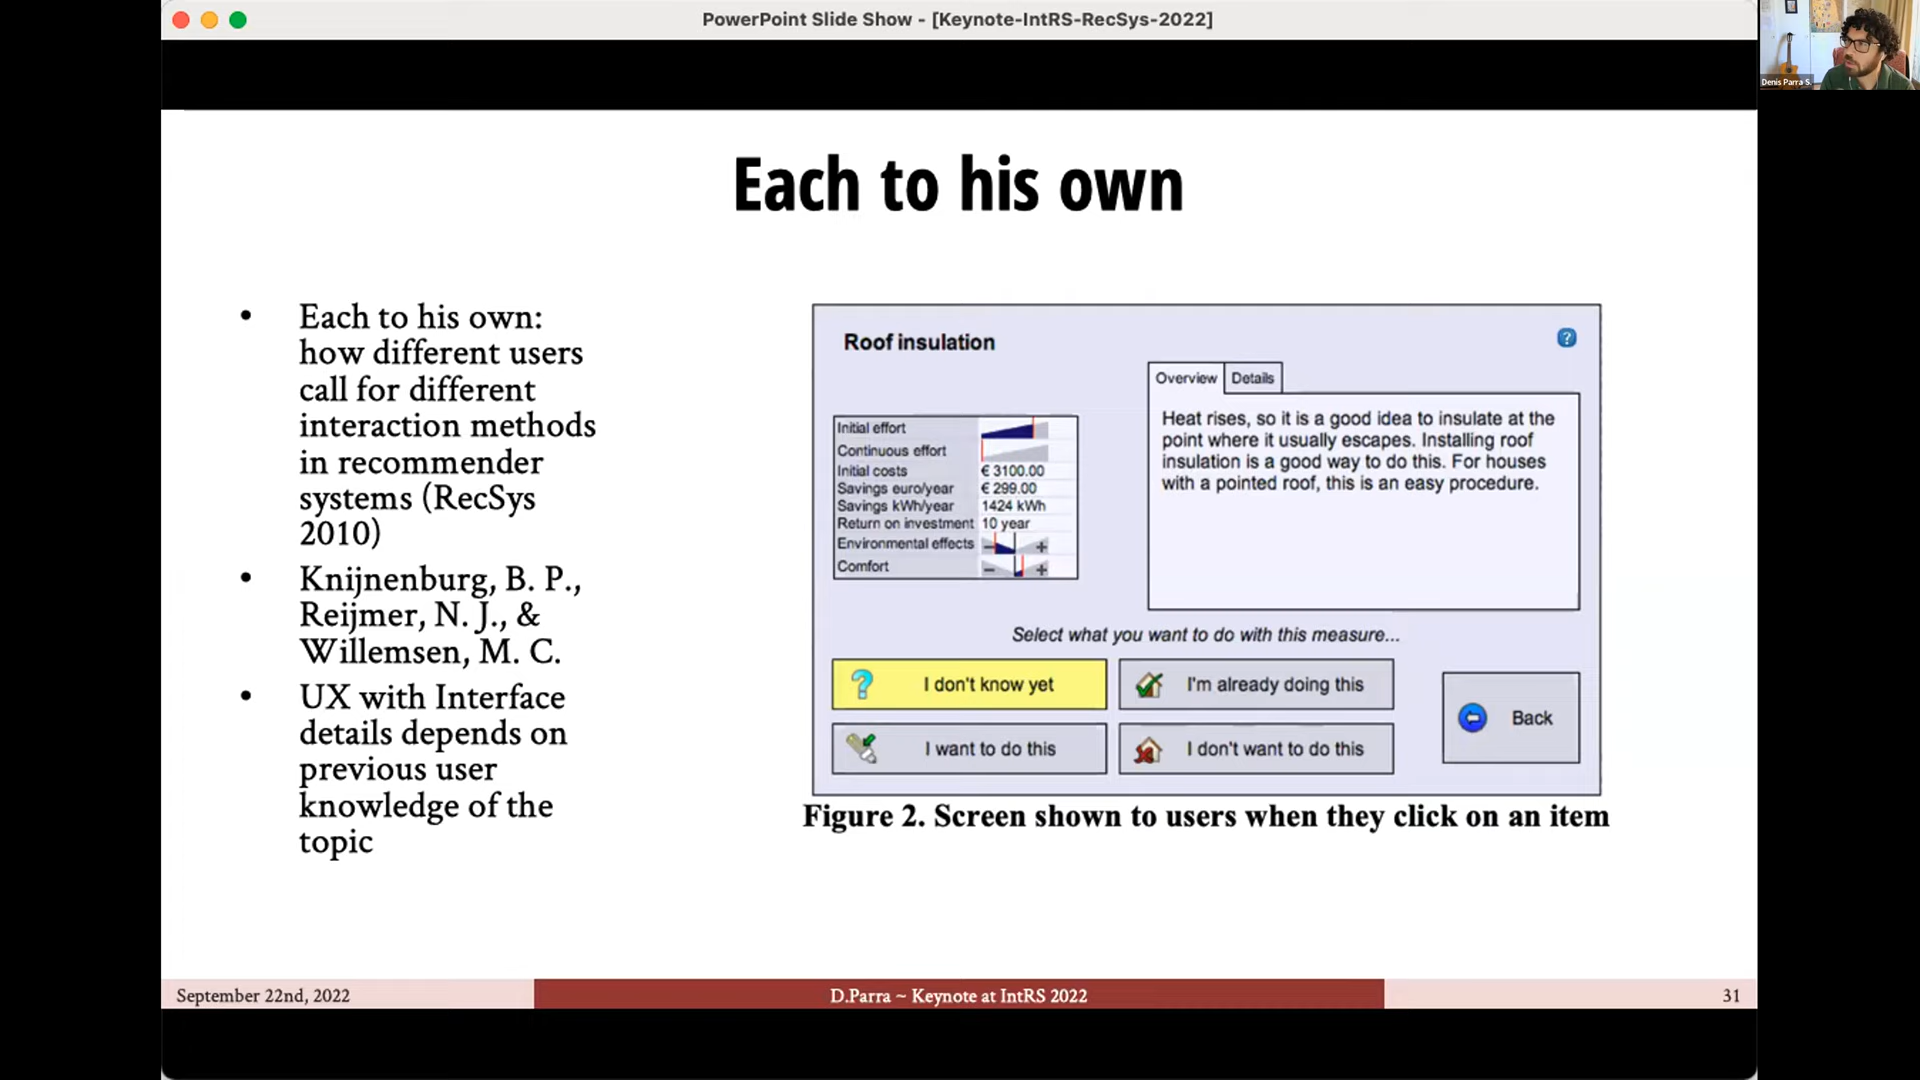 PowerPoint Slide Show - [Keynote-IntRS-RecSys-2022]
Denis Parra S.
Each to his own
• Each to his own:
how different users
call for different
interaction methods
in recommender
systems (RecSys
2010)
• Knijnenburg, B. P.,
Reijmer, N. J., &
Willemsen, M. C.
• UX with Interface
details depends on
previous user
knowledge of the
topic
Roof insulation
?
Overview Details
Heat rises, so it is a good idea to insulate at the
point where it usually escapes. Installing roof
insulation is a good way to do this. For houses
with a pointed roof, this is an easy procedure.
Initial effort
Continuous effort
Initial costs € 3100.00
Savings euro/year € 299.00
Savings kWh/year 1424 kWh
Return on investment 10 year
Environmental effects − +
Comfort − +
Select what you want to do with this measure...
? I don't know yet
I'm already doing this
I want to do this
I don't want to do this
Back
Figure 2. Screen shown to users when they click on an item
September 22nd, 2022
D.Parra ~ Keynote at IntRS 2022
31